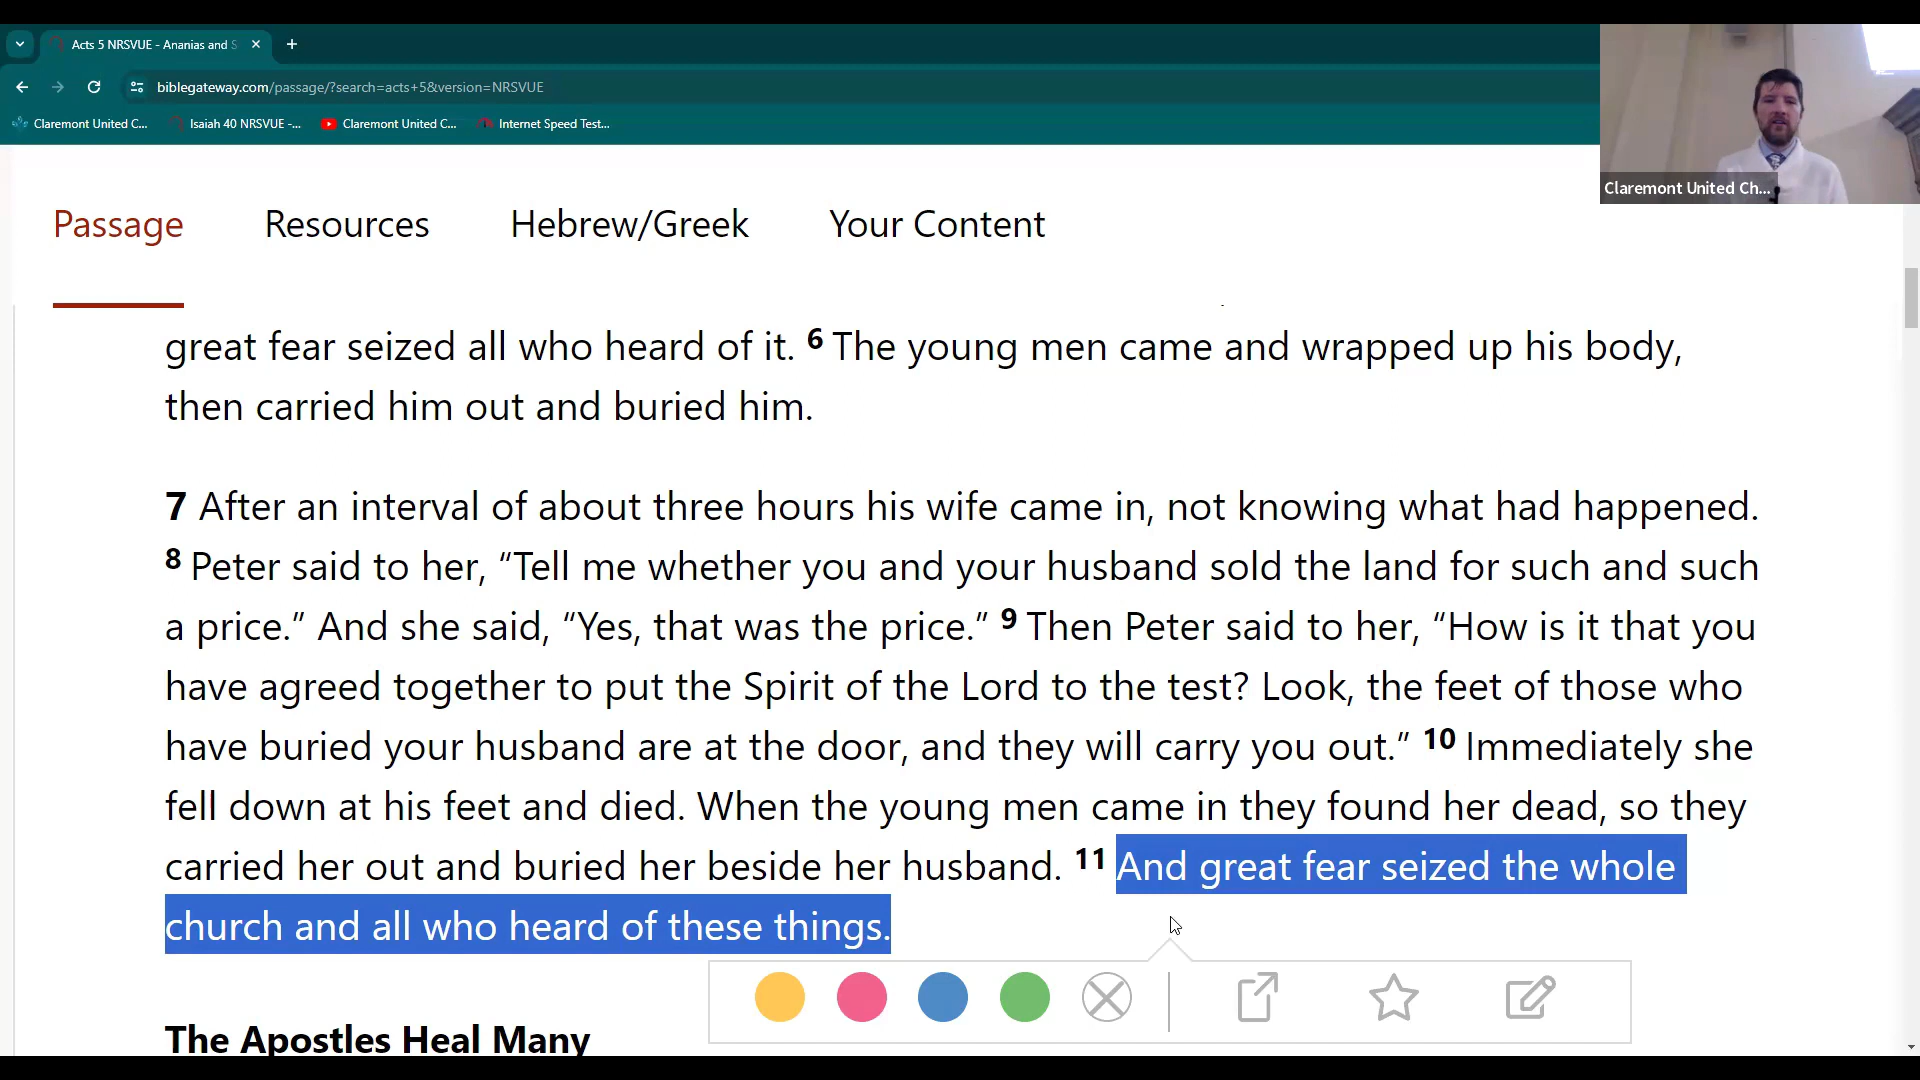 Acts 5 NRSVUE - Ananias and S
biblegateway.com/passage/?search=acts+5&version=NRSVUE
Claremont United C...
Isaiah 40 NRSVUE -...
Claremont United C...
Internet Speed Test...
Claremont United Ch...
Passage
Resources
Hebrew/Greek
Your Content
great fear seized all who heard of it. 6 The young men came and wrapped up his body,
then carried him out and buried him.
7 After an interval of about three hours his wife came in, not knowing what had happened.
8 Peter said to her, “Tell me whether you and your husband sold the land for such and such
a price.” And she said, “Yes, that was the price.” 9 Then Peter said to her, “How is it that you
have agreed together to put the Spirit of the Lord to the test? Look, the feet of those who
have buried your husband are at the door, and they will carry you out.” 10 Immediately she
fell down at his feet and died. When the young men came in they found her dead, so they
carried her out and buried her beside her husband. 11 And great fear seized the whole
church and all who heard of these things.
The Apostles Heal Many